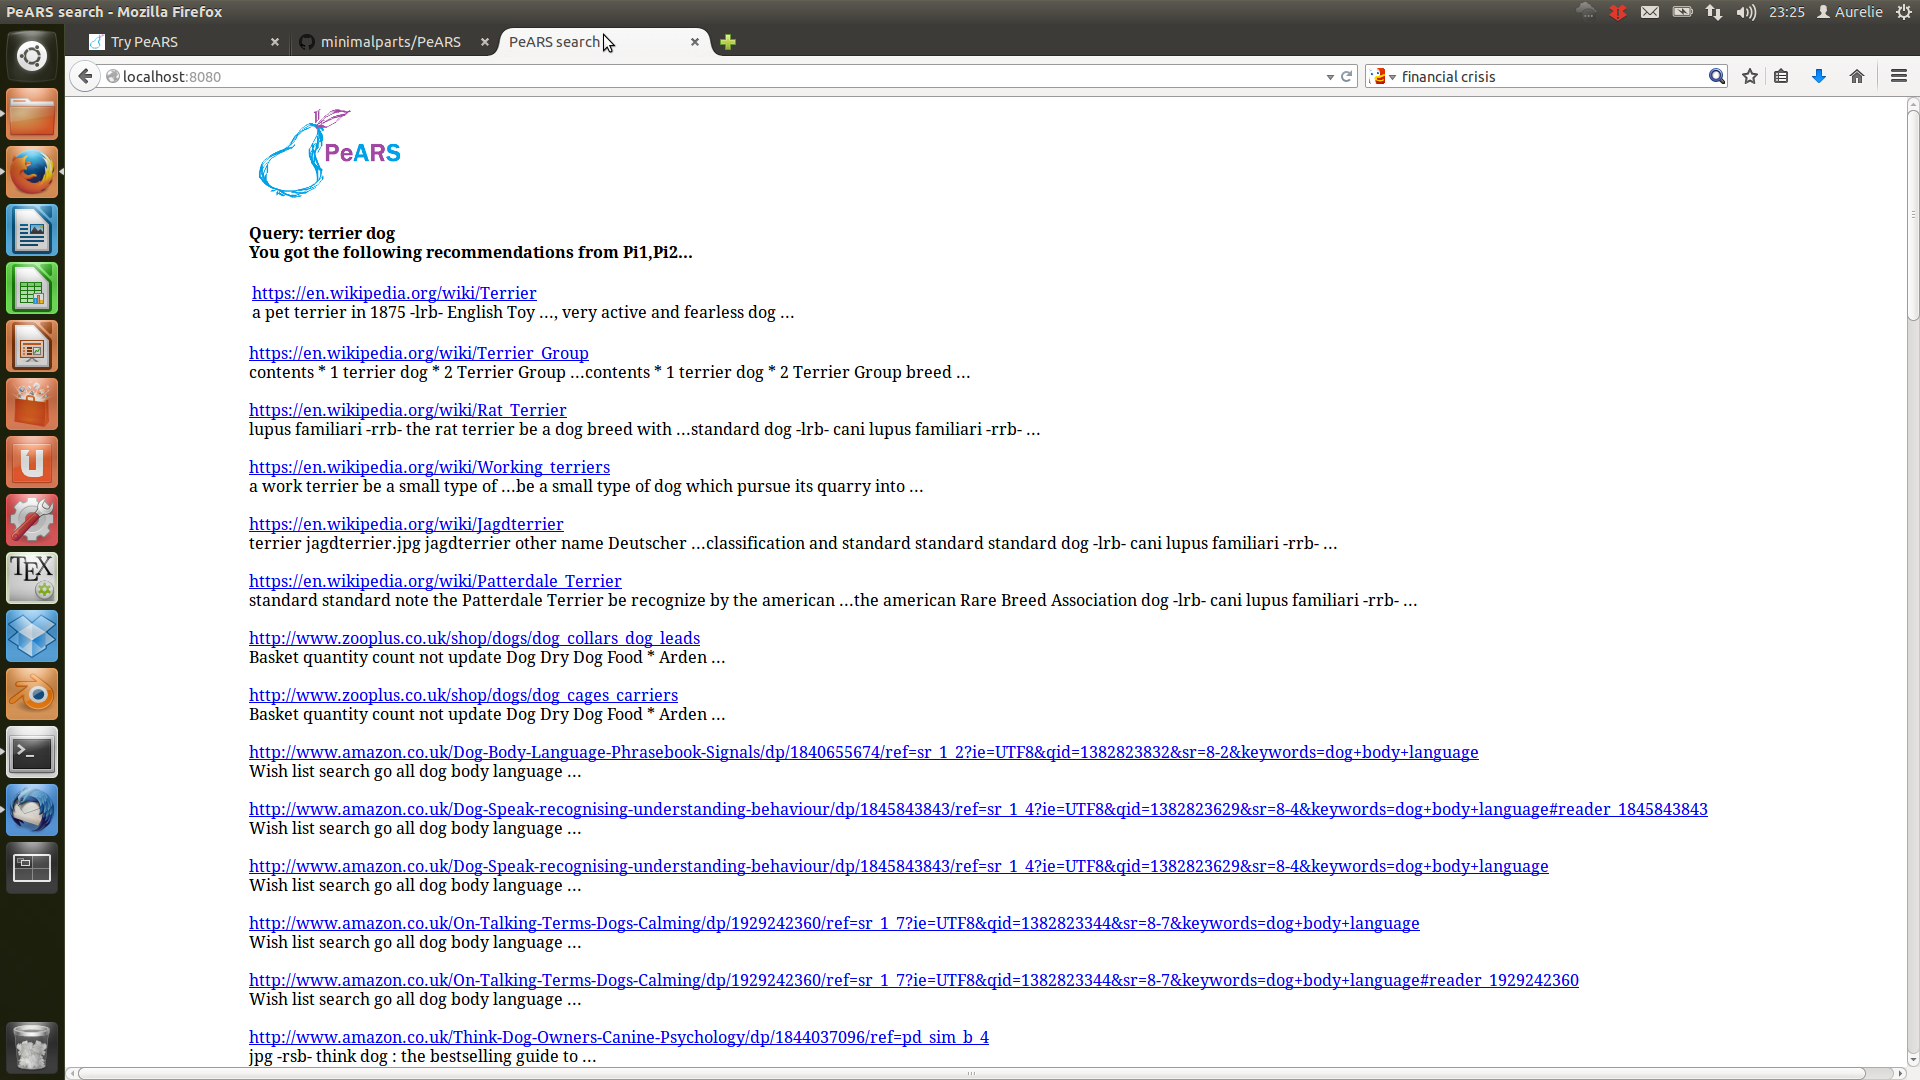 PeARS search - Mozilla Firefox
23:25 Aurelie
Try PeARS
minimalparts/PeARS
PeARS search
localhost:8080
financial crisis
PeARS
Query: terrier dog
You got the following recommendations from Pi1,Pi2...
https://en.wikipedia.org/wiki/Terrier
a pet terrier in 1875 -lrb- English Toy ..., very active and fearless dog ...
https://en.wikipedia.org/wiki/Terrier_Group
contents * 1 terrier dog * 2 Terrier Group ...contents * 1 terrier dog * 2 Terrier Group breed ...
https://en.wikipedia.org/wiki/Rat_Terrier
lupus familiari -rrb- the rat terrier be a dog breed with ...standard dog -lrb- cani lupus familiari -rrb- ...
https://en.wikipedia.org/wiki/Working_terriers
a work terrier be a small type of ...be a small type of dog which pursue its quarry into ...
https://en.wikipedia.org/wiki/Jagdterrier
terrier jagdterrier.jpg jagdterrier other name Deutscher ...classification and standard standard standard dog -lrb- cani lupus familiari -rrb- ...
https://en.wikipedia.org/wiki/Patterdale_Terrier
standard standard note the Patterdale Terrier be recognize by the american ...the american Rare Breed Association dog -lrb- cani lupus familiari -rrb- ...
http://www.zooplus.co.uk/shop/dogs/dog_collars_dog_leads
Basket quantity count not update Dog Dry Dog Food * Arden ...
http://www.zooplus.co.uk/shop/dogs/dog_cages_carriers
Basket quantity count not update Dog Dry Dog Food * Arden ...
http://www.amazon.co.uk/Dog-Body-Language-Phrasebook-Signals/dp/1840655674/ref=sr_1_2?ie=UTF8&qid=1382823832&sr=8-2&keywords=dog+body+language
Wish list search go all dog body language ...
http://www.amazon.co.uk/Dog-Speak-recognising-understanding-behaviour/dp/1845843843/ref=sr_1_4?ie=UTF8&qid=1382823629&sr=8-4&keywords=dog+body+language#reader_1845843843
Wish list search go all dog body language ...
http://www.amazon.co.uk/Dog-Speak-recognising-understanding-behaviour/dp/1845843843/ref=sr_1_4?ie=UTF8&qid=1382823629&sr=8-4&keywords=dog+body+language
Wish list search go all dog body language ...
http://www.amazon.co.uk/On-Talking-Terms-Dogs-Calming/dp/1929242360/ref=sr_1_7?ie=UTF8&qid=1382823344&sr=8-7&keywords=dog+body+language
Wish list search go all dog body language ...
http://www.amazon.co.uk/On-Talking-Terms-Dogs-Calming/dp/1929242360/ref=sr_1_7?ie=UTF8&qid=1382823344&sr=8-7&keywords=dog+body+language#reader_1929242360
Wish list search go all dog body language ...
http://www.amazon.co.uk/Think-Dog-Owners-Canine-Psychology/dp/1844037096/ref=pd_sim_b_4
jpg -rsb- think dog : the bestselling guide to ...
TEX